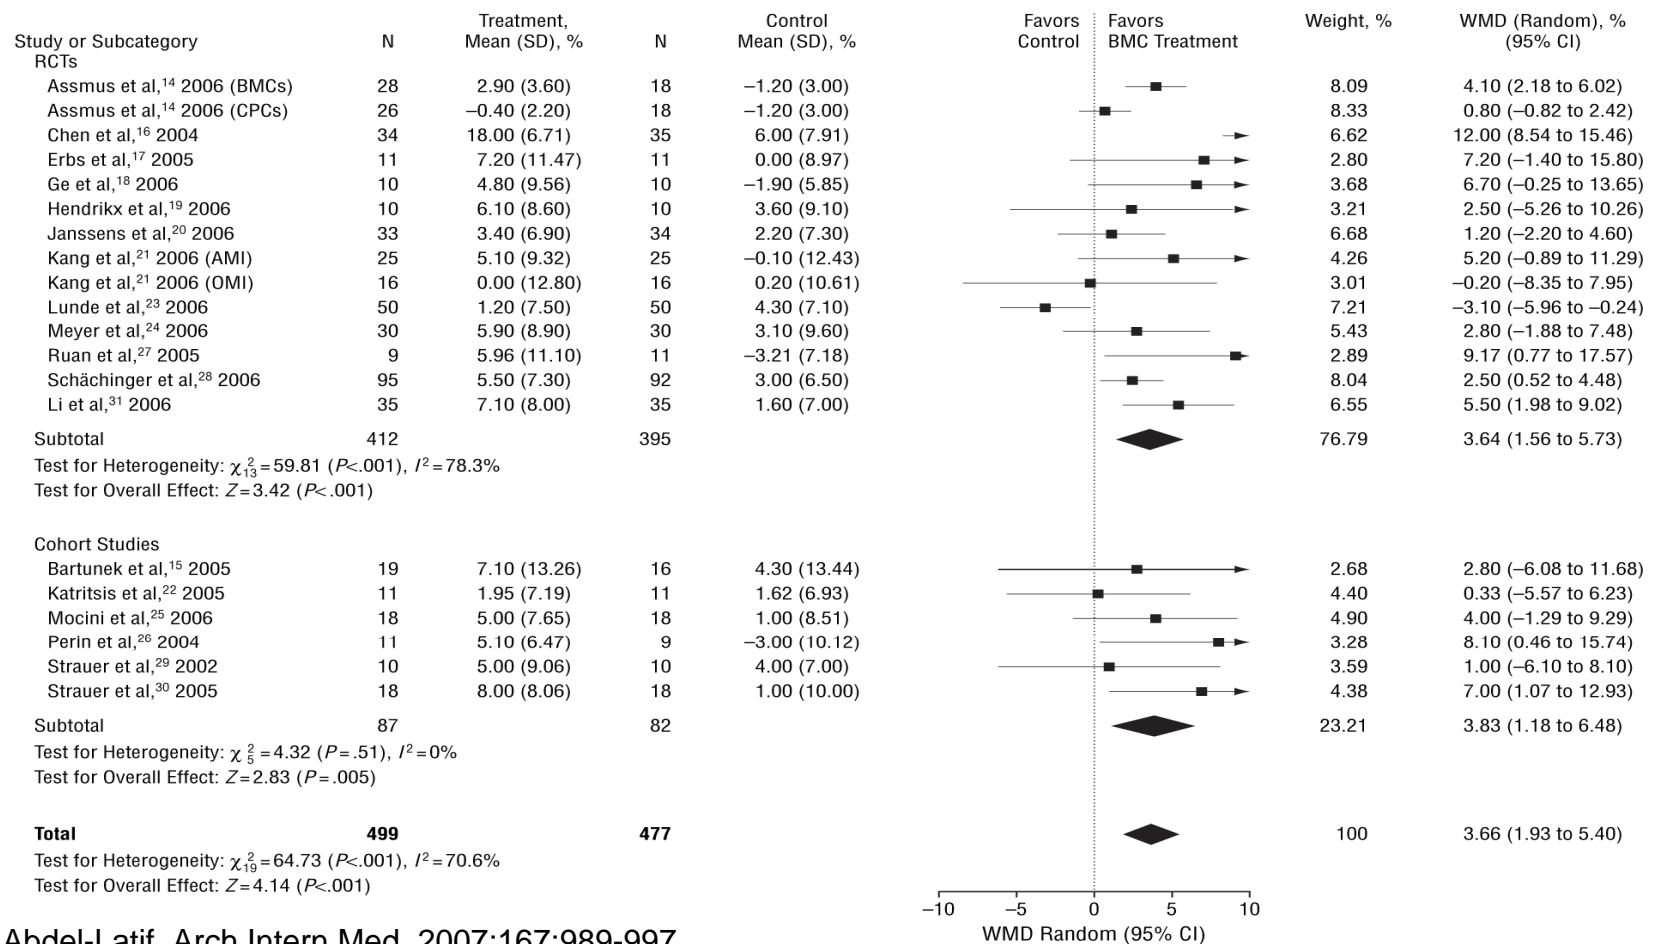 Treatment, Control Favors Favors Weight, % WMD (Random), %
Study or Subcategory N Mean (SD), % N Mean (SD), % Control BMC Treatment (95% CI)
RCTs
Assmus et al,14 2006 (BMCs) 28 2.90 (3.60) 18 −1.20 (3.00) 8.09 4.10 (2.18 to 6.02)
Assmus et al,14 2006 (CPCs) 26 −0.40 (2.20) 18 −1.20 (3.00) 8.33 0.80 (−0.82 to 2.42)
Chen et al,16 2004 34 18.00 (6.71) 35 6.00 (7.91) 6.62 12.00 (8.54 to 15.46)
Erbs et al,17 2005 11 7.20 (11.47) 11 0.00 (8.97) 2.80 7.20 (−1.40 to 15.80)
Ge et al,18 2006 10 4.80 (9.56) 10 −1.90 (5.85) 3.68 6.70 (−0.25 to 13.65)
Hendrikx et al,19 2006 10 6.10 (8.60) 10 3.60 (9.10) 3.21 2.50 (−5.26 to 10.26)
Janssens et al,20 2006 33 3.40 (6.90) 34 2.20 (7.30) 6.68 1.20 (−2.20 to 4.60)
Kang et al,21 2006 (AMI) 25 5.10 (9.32) 25 −0.10 (12.43) 4.26 5.20 (−0.89 to 11.29)
Kang et al,21 2006 (OMI) 16 0.00 (12.80) 16 0.20 (10.61) 3.01 −0.20 (−8.35 to 7.95)
Lunde et al,23 2006 50 1.20 (7.50) 50 4.30 (7.10) 7.21 −3.10 (−5.96 to −0.24)
Meyer et al,24 2006 30 5.90 (8.90) 30 3.10 (9.60) 5.43 2.80 (−1.88 to 7.48)
Ruan et al,27 2005 9 5.96 (11.10) 11 −3.21 (7.18) 2.89 9.17 (0.77 to 17.57)
Schächinger et al,28 2006 95 5.50 (7.30) 92 3.00 (6.50) 8.04 2.50 (0.52 to 4.48)
Li et al,31 2006 35 7.10 (8.00) 35 1.60 (7.00) 6.55 5.50 (1.98 to 9.02)
Subtotal 412 395 76.79 3.64 (1.56 to 5.73)
Test for Heterogeneity: χ²13=59.81 (P<.001), I²=78.3%
Test for Overall Effect: Z=3.42 (P<.001)
Cohort Studies
Bartunek et al,15 2005 19 7.10 (13.26) 16 4.30 (13.44) 2.68 2.80 (−6.08 to 11.68)
Katritsis et al,22 2005 11 1.95 (7.19) 11 1.62 (6.93) 4.40 0.33 (−5.57 to 6.23)
Mocini et al,25 2006 18 5.00 (7.65) 18 1.00 (8.51) 4.90 4.00 (−1.29 to 9.29)
Perin et al,26 2004 11 5.10 (6.47) 9 −3.00 (10.12) 3.28 8.10 (0.46 to 15.74)
Strauer et al,29 2002 10 5.00 (9.06) 10 4.00 (7.00) 3.59 1.00 (−6.10 to 8.10)
Strauer et al,30 2005 18 8.00 (8.06) 18 1.00 (10.00) 4.38 7.00 (1.07 to 12.93)
Subtotal 87 82 23.21 3.83 (1.18 to 6.48)
Test for Heterogeneity: χ²5=4.32 (P=.51), I²=0%
Test for Overall Effect: Z=2.83 (P=.005)
Total 499 477 100 3.66 (1.93 to 5.40)
Test for Heterogeneity: χ²19=64.73 (P<.001), I²=70.6%
Test for Overall Effect: Z=4.14 (P<.001)
−10 −5 0 5 10
WMD Random (95% CI)
Abdel-Latif, Arch Intern Med, 2007;167:989-997